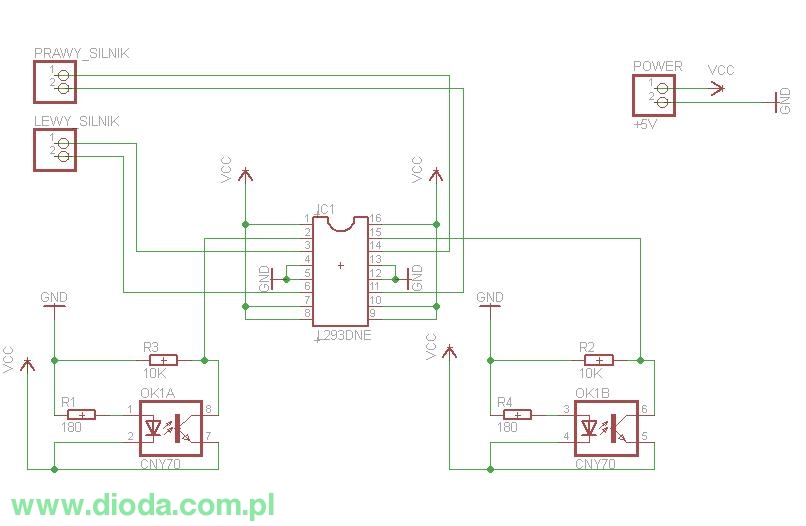 PRAWY_SILNIK
1
2
LEWY_SILNIK
1
2
POWER
1
2
+5V
VCC
GND
VCC
VCC
IC1
1
2
3
4
5
6
7
8
16
15
14
13
12
11
10
9
GND
GND
L293DNE
GND
VCC
R3
10K
R1
180
OK1A
1
2
8
7
CNY70
GND
VCC
R2
10K
R4
180
OK1B
3
4
6
5
CNY70
www.dioda.com.pl